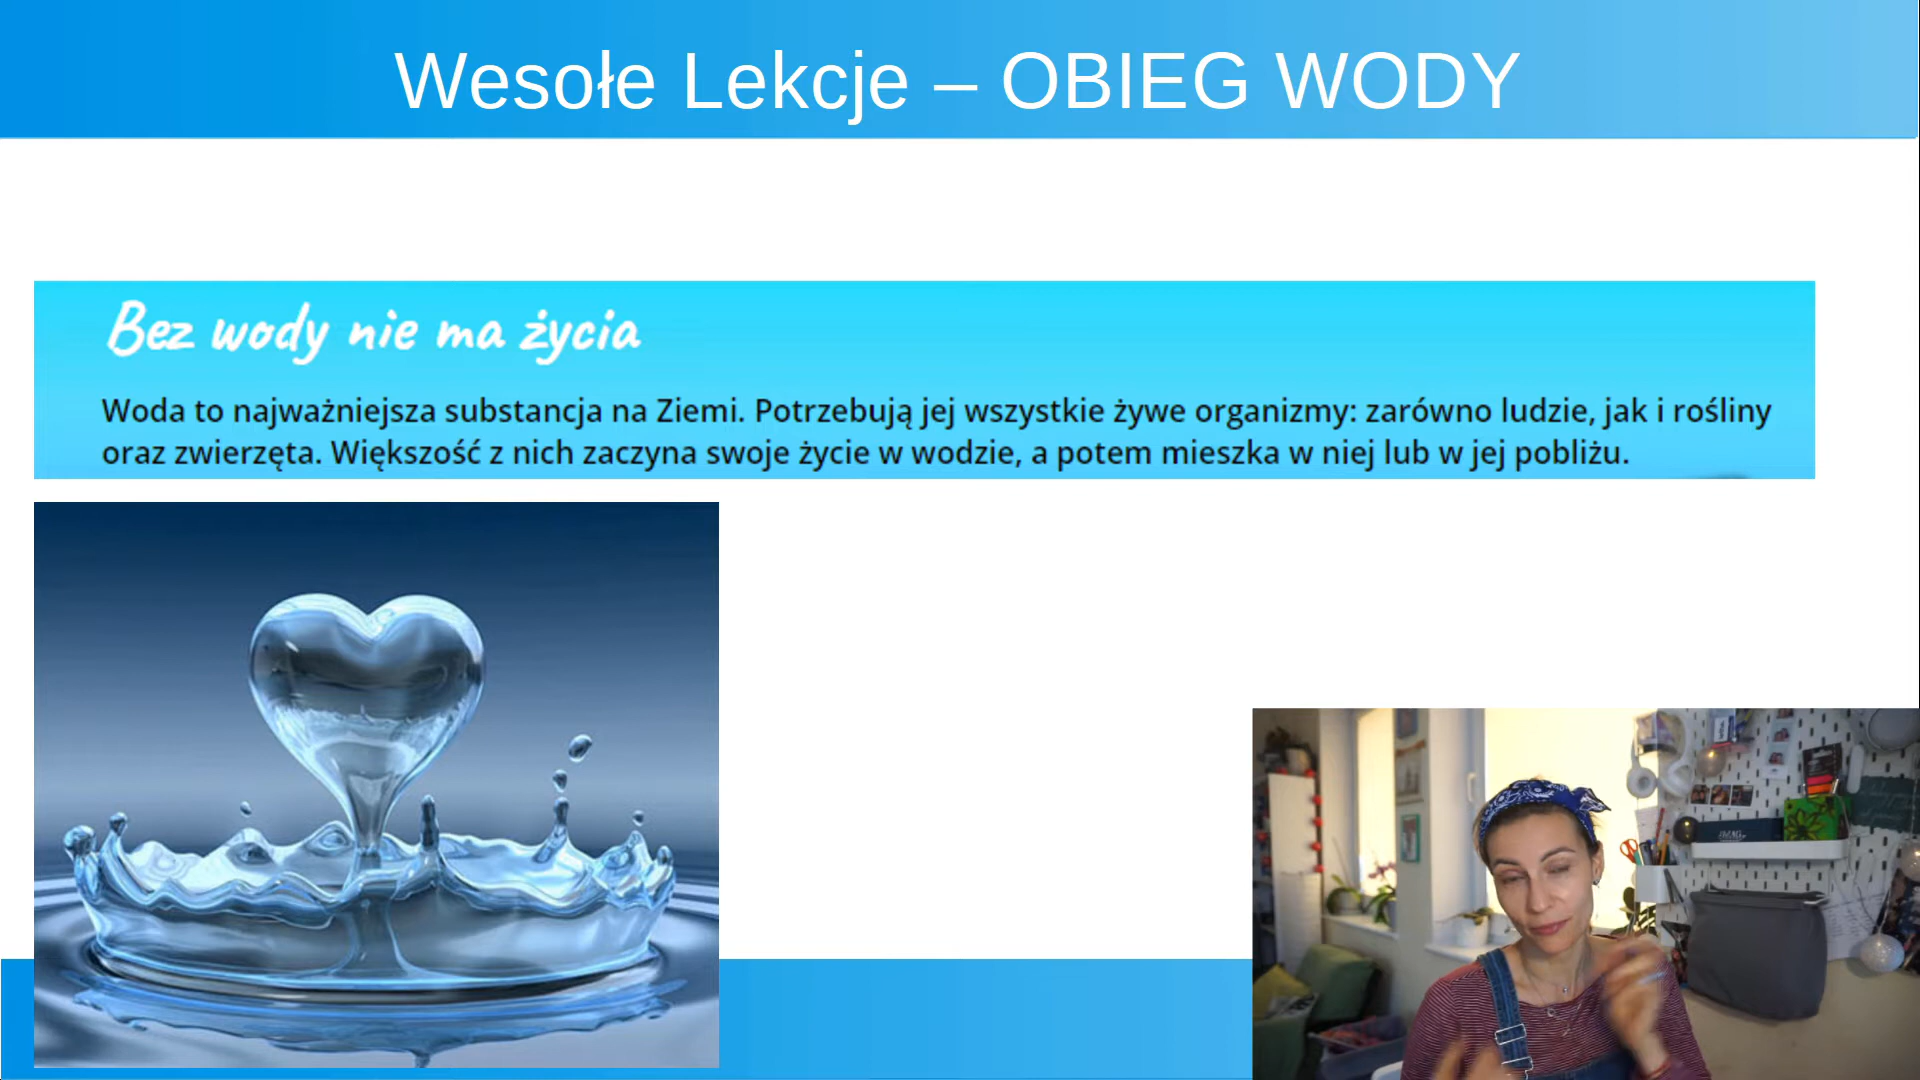 Wesołe Lekcje – OBIEG WODY
Bez wody nie ma życia
Woda to najważniejsza substancja na Ziemi. Potrzebują jej wszystkie żywe organizmy: zarówno ludzie, jak i rośliny
oraz zwierzęta. Większość z nich zaczyna swoje życie w wodzie, a potem mieszka w niej lub w jej pobliżu.